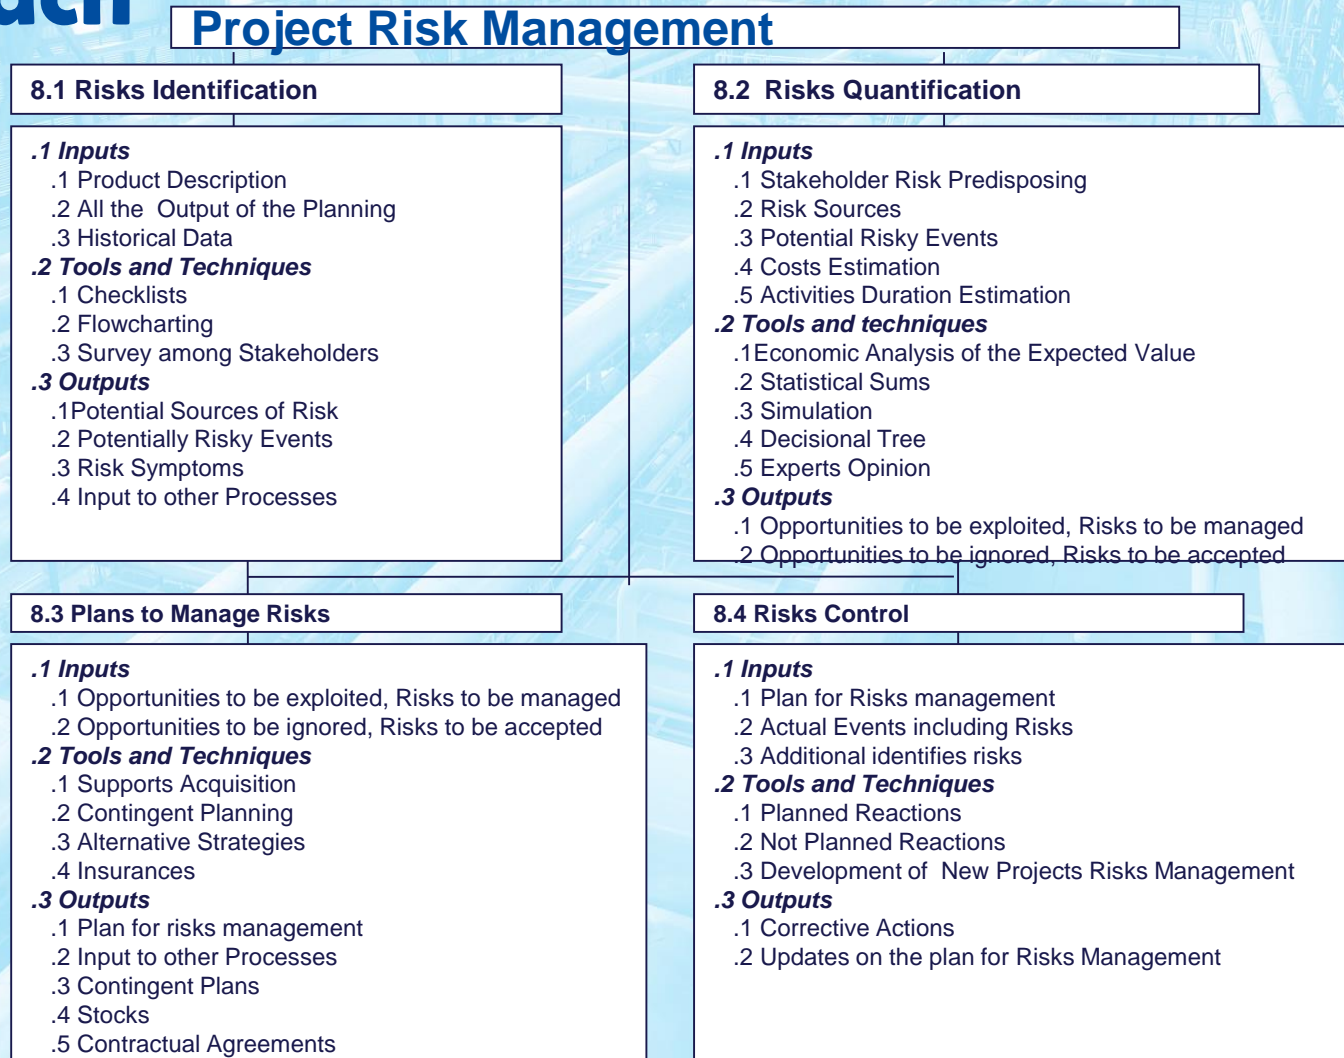 Project Risk Management
8.1 Risks Identification
.1 Inputs
.1 Product Description
.2 All the Output of the Planning
.3 Historical Data
.2 Tools and Techniques
.1 Checklists
.2 Flowcharting
.3 Survey among Stakeholders
.3 Outputs
.1Potential Sources of Risk
.2 Potentially Risky Events
.3 Risk Symptoms
.4 Input to other Processes
8.2 Risks Quantification
.1 Inputs
.1 Stakeholder Risk Predisposing
.2 Risk Sources
.3 Potential Risky Events
.4 Costs Estimation
.5 Activities Duration Estimation
.2 Tools and techniques
.1Economic Analysis of the Expected Value
.2 Statistical Sums
.3 Simulation
.4 Decisional Tree
.5 Experts Opinion
.3 Outputs
.1 Opportunities to be exploited, Risks to be managed
.2 Opportunities to be ignored, Risks to be accepted
8.3 Plans to Manage Risks
.1 Inputs
.1 Opportunities to be exploited, Risks to be managed
.2 Opportunities to be ignored, Risks to be accepted
.2 Tools and Techniques
.1 Supports Acquisition
.2 Contingent Planning
.3 Alternative Strategies
.4 Insurances
.3 Outputs
.1 Plan for risks management
.2 Input to other Processes
.3 Contingent Plans
.4 Stocks
.5 Contractual Agreements
8.4 Risks Control
.1 Inputs
.1 Plan for Risks management
.2 Actual Events including Risks
.3 Additional identifies risks
.2 Tools and Techniques
.1 Planned Reactions
.2 Not Planned Reactions
.3 Development of New Projects Risks Management
.3 Outputs
.1 Corrective Actions
.2 Updates on the plan for Risks Management